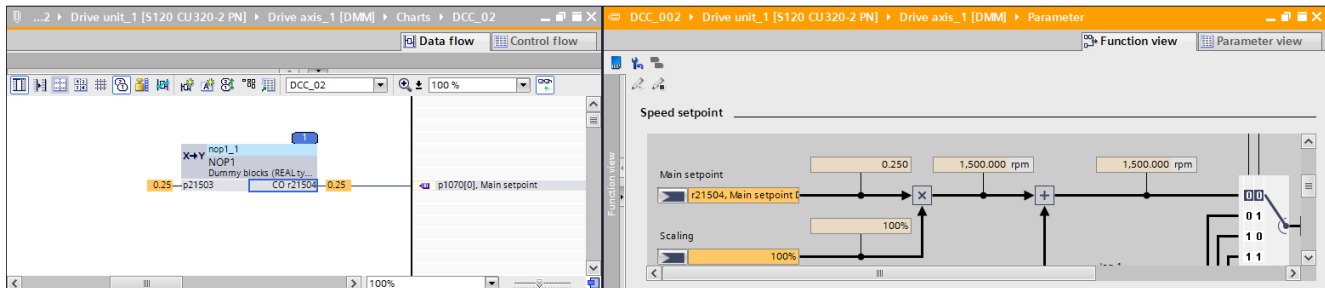 ...2 ▸ Drive unit_1 [S120 CU320-2 PN] ▸ Drive axis_1 [DMM] ▸ Charts ▸ DCC_02
Data flow
Control flow
DCC_02
100 %
1
X→Y
nop1_1
NOP1
Dummy blocks (REAL ty...
0.25
p21503
CO r21504
0.25
p1070[0], Main setpoint
100%
DCC_002 ▸ Drive unit_1 [S120 CU320-2 PN] ▸ Drive axis_1 [DMM] ▸ Parameter
Function view
Parameter view
Function view
Speed setpoint
0.250
1,500.000 rpm
1,500.000 rpm
Main setpoint
r21504, Main setpoint
×
+
0 0
0 1
1 0
1 1
100%
Scaling
100%